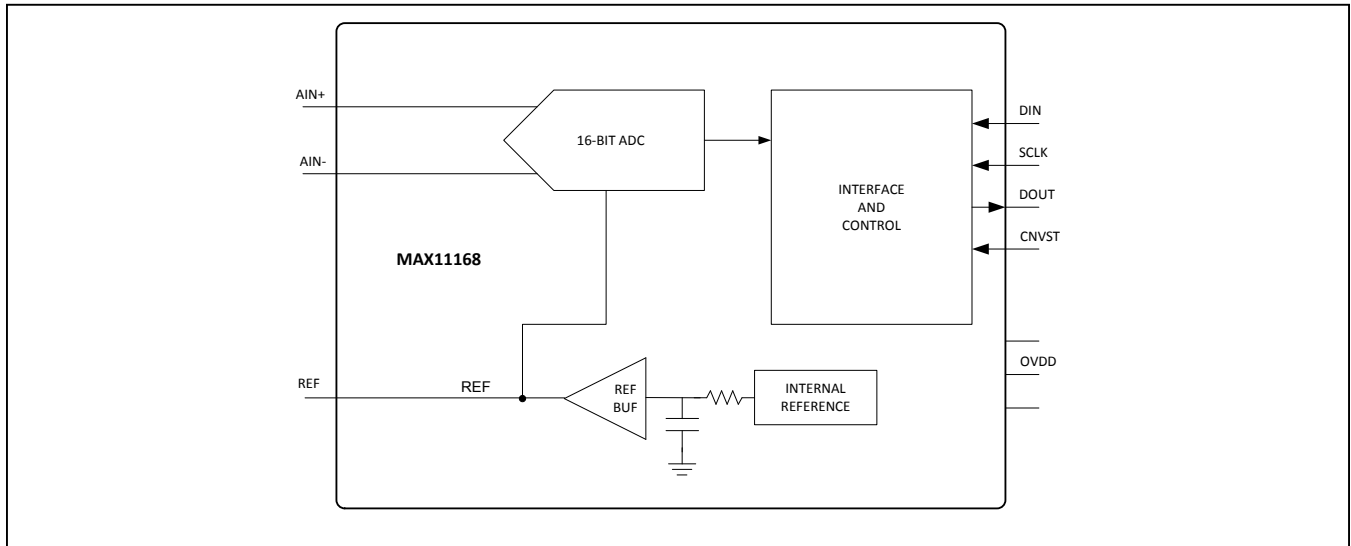 AIN+
AIN-
16-BIT ADC
INTERFACE
AND
CONTROL
DIN
SCLK
DOUT
CNVST
MAX11168
OVDD
REF
REF
REF
BUF
INTERNAL
REFERENCE